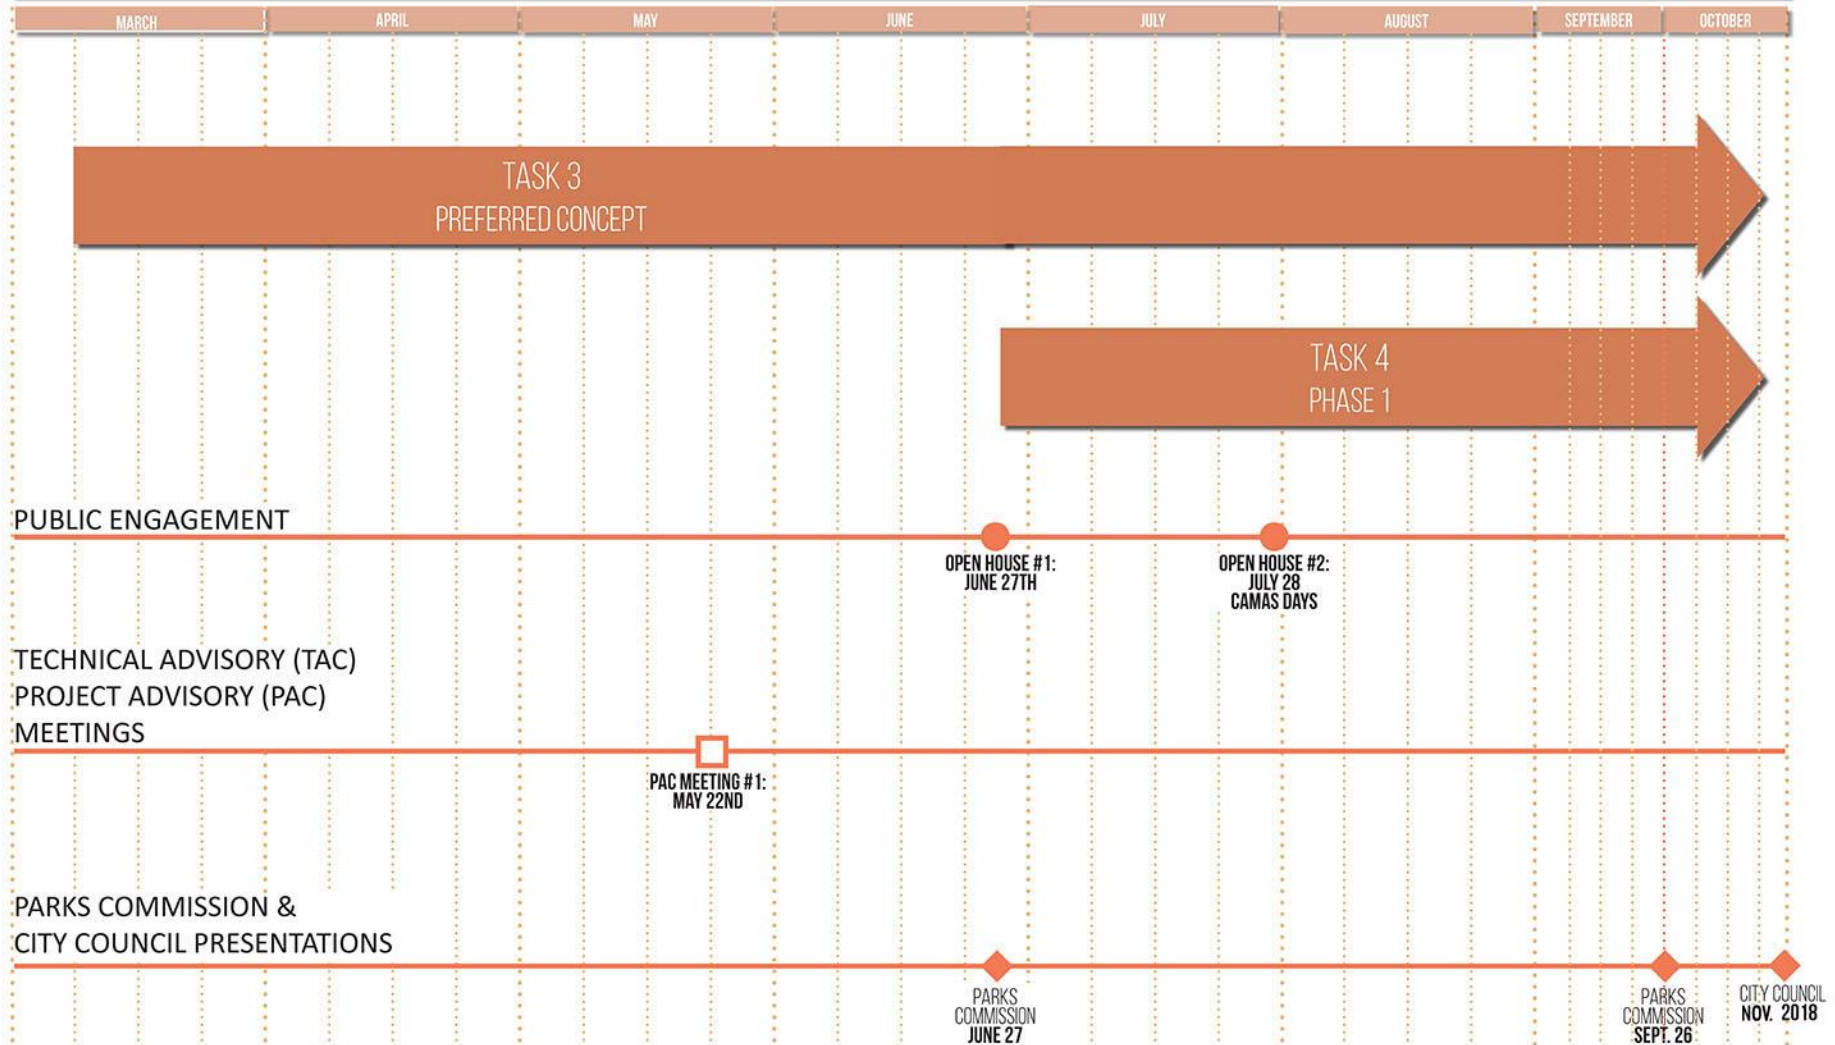 MARCH APRIL MAY JUNE JULY AUGUST SEPTEMBER OCTOBER
TASK 3
PREFERRED CONCEPT
TASK 4
PHASE 1
PUBLIC ENGAGEMENT
OPEN HOUSE #1:
JUNE 27TH
OPEN HOUSE #2:
JULY 28
CAMAS DAYS
TECHNICAL ADVISORY (TAC)
PROJECT ADVISORY (PAC)
MEETINGS
PAC MEETING #1:
MAY 22ND
PARKS COMMISSION &
CITY COUNCIL PRESENTATIONS
PARKS
COMMISSION
JUNE 27
PARKS
COMMISSION
SEPT. 26
CITY COUNCIL
NOV. 2018